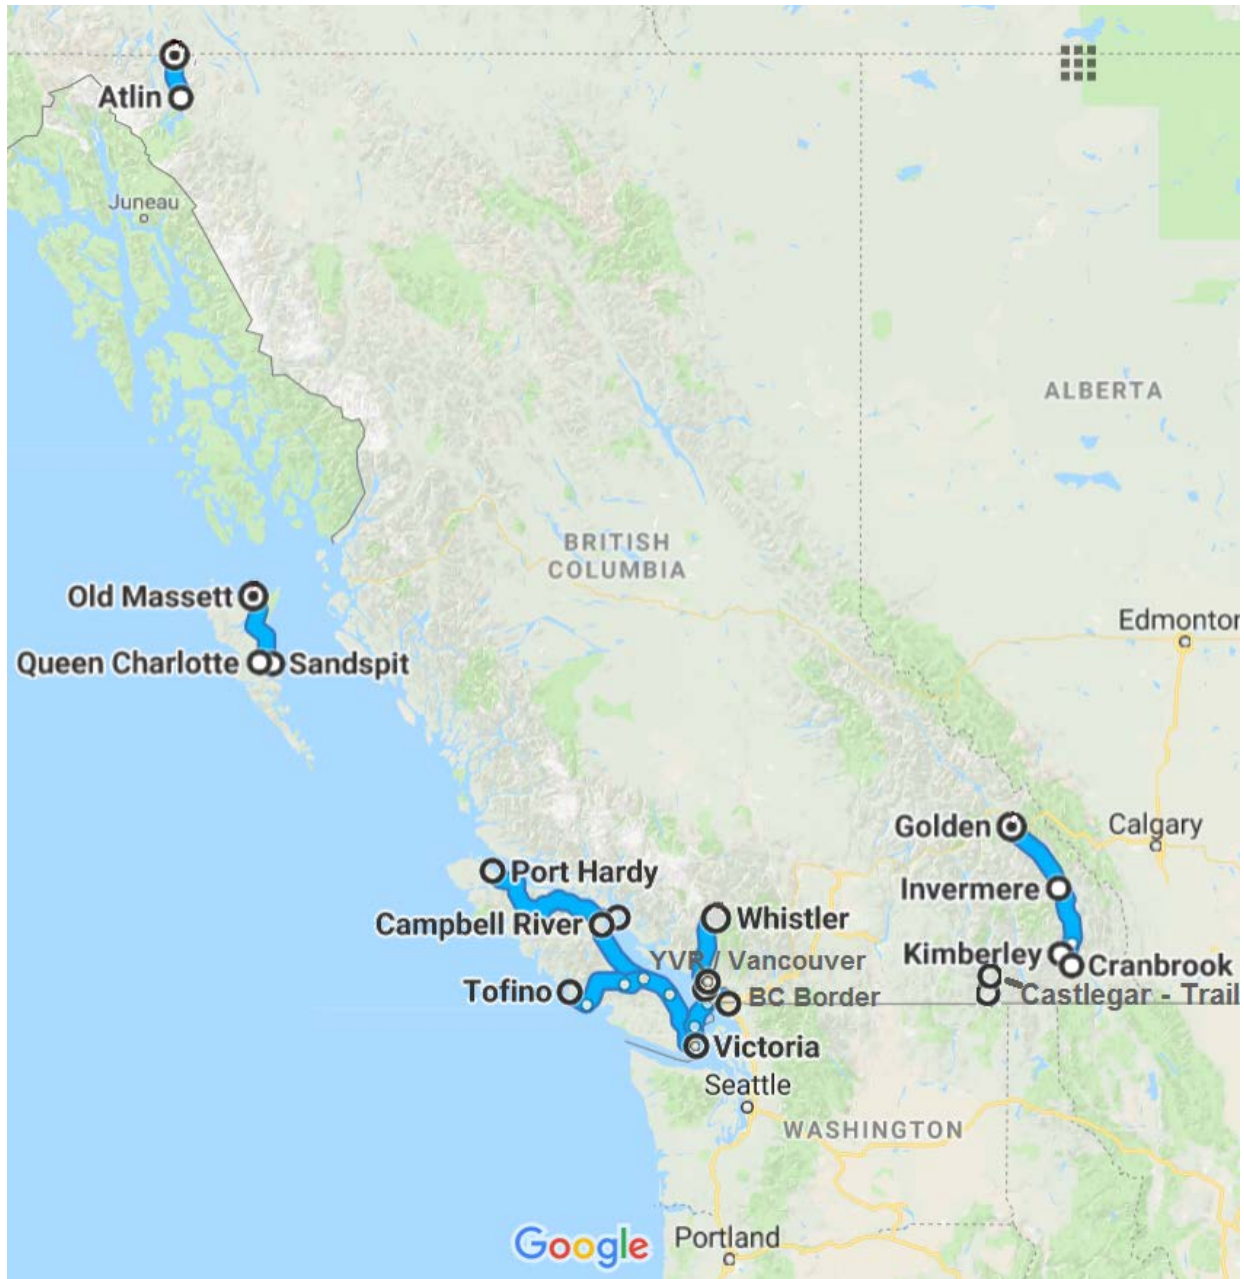 Atlin
Juneau
ALBERTA
BRITISH
COLUMBIA
Old Massett
Edmonton
Queen Charlotte
Sandspit
Golden
Calgary
Port Hardy
Invermere
Campbell River
Whistler
Kimberley
YVR / Vancouver
Cranbrook
Tofino
BC Border
Castlegar - Trail
Victoria
Seattle
WASHINGTON
Google
Portland